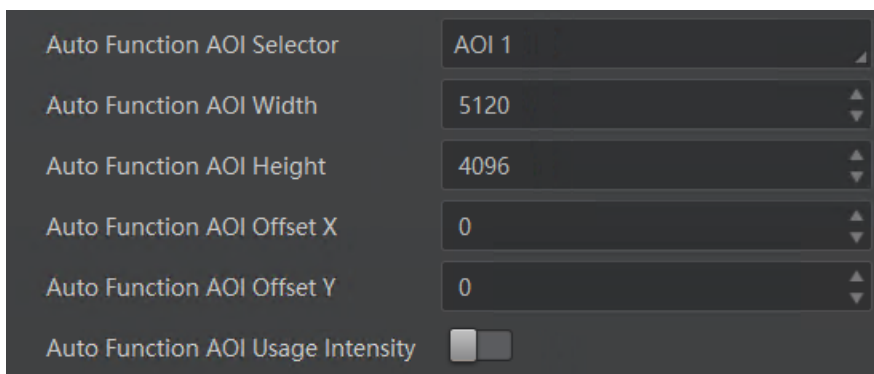 Auto Function AOI Selector AOI 1
Auto Function AOI Width 5120
Auto Function AOI Height 4096
Auto Function AOI Offset X 0
Auto Function AOI Offset Y 0
Auto Function AOI Usage Intensity